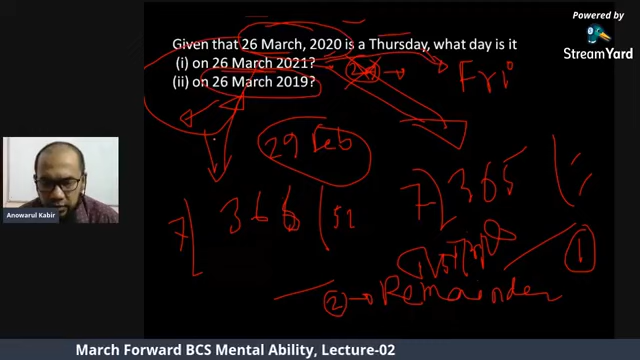 Powered by
StreamYard
Given that 26 March, 2020 is a Thursday, what day is it
(i) on 26 March 2021?
(ii) on 26 March 2019?
Fri
29 Feb
7) 366 (52
7) 365 (
1
2 → Remainder
Anowarul Kabir
March Forward BCS Mental Ability, Lecture-02